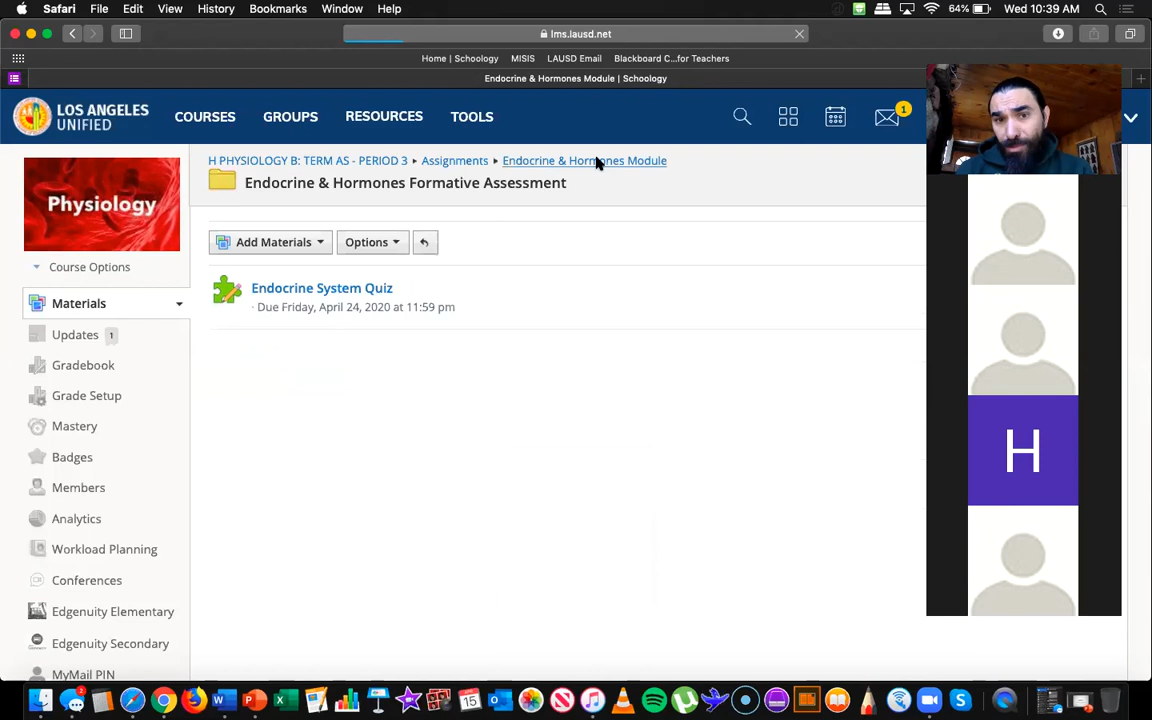 Safari File Edit View History Bookmarks Window Help 64% Wed 10:39 AM
lms.lausd.net
Home | Schoology MISIS LAUSD Email Blackboard C...for Teachers
Endocrine & Hormones Module | Schoology
LOS ANGELES
UNIFIED
COURSES GROUPS RESOURCES TOOLS 1
H PHYSIOLOGY B: TERM AS - PERIOD 3 Assignments Endocrine & Hormones Module
Endocrine & Hormones Formative Assessment
Physiology
Add Materials Options
Course Options
Endocrine System Quiz
· Due Friday, April 24, 2020 at 11:59 pm
Materials
Updates 1
Gradebook
Grade Setup
Mastery
Badges
Members
Analytics
Workload Planning
Conferences
Edgenuity Elementary
Edgenuity Secondary
MyMail PIN
H